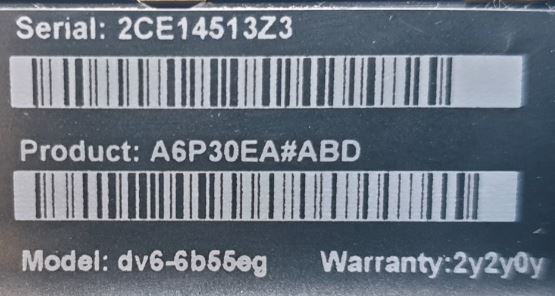 Serial: 2CE14513Z3
Product: A6P30EA#ABD
Model: dv6-6b55eg Warranty:2y2y0y